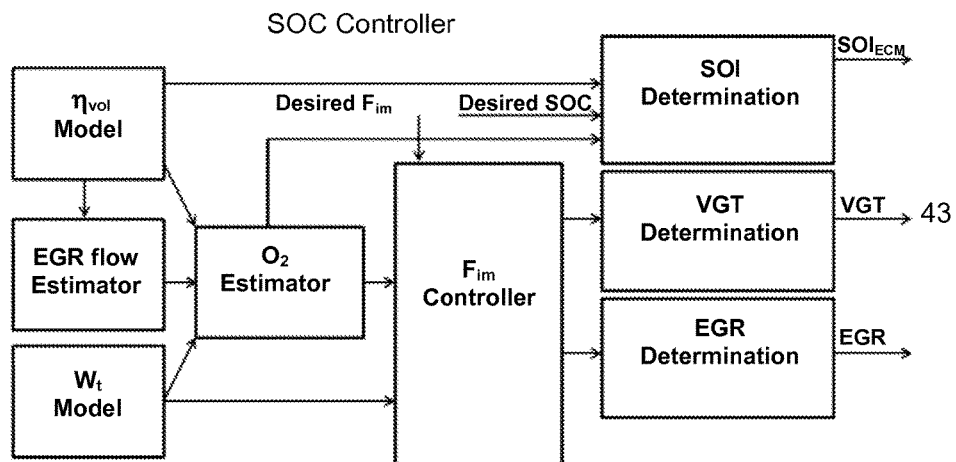 SOC Controller
ηvol
Model
EGR flow
Estimator
Wt
Model
O2
Estimator
Desired Fim
Desired SOC
Fim
Controller
SOI
Determination
SOIECM
VGT
Determination
VGT
43
EGR
Determination
EGR